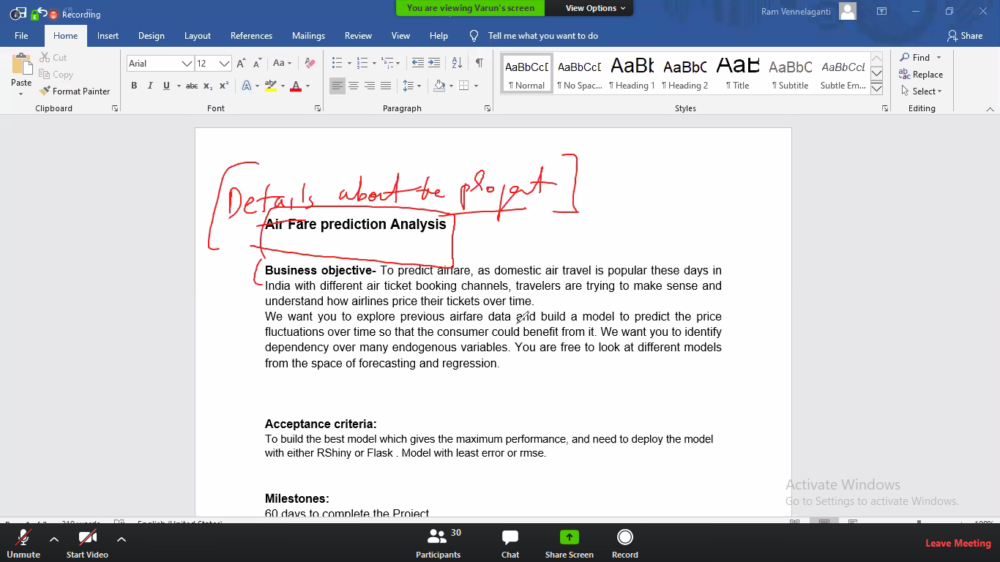 Recording
You are viewing Varun's screen
View Options
Ram Vennelaganti
File Home Insert Design Layout References Mailings Review View Help Tell me what you want to do Share
Paste
Cut
Copy
Format Painter
Clipboard
Arial 12
Font
Paragraph
AaBbCcD AaBbCcD AaBb AaBbC AaB AaBbC AaBbCcL
¶ Normal ¶ No Spac... ¶ Heading 1 ¶ Heading 2 ¶ Title ¶ Subtitle Subtle Em...
Styles
Find
Replace
Select
Editing
Details about the project
Air Fare prediction Analysis
Business objective- To predict airfare, as domestic air travel is popular these days in
India with different air ticket booking channels, travelers are trying to make sense and
understand how airlines price their tickets over time.
We want you to explore previous airfare data and build a model to predict the price
fluctuations over time so that the consumer could benefit from it. We want you to identify
dependency over many endogenous variables. You are free to look at different models
from the space of forecasting and regression.
Acceptance criteria:
To build the best model which gives the maximum performance, and need to deploy the model
with either RShiny or Flask . Model with least error or rmse.
Milestones:
60 days to complete the Project
Activate Windows
Go to Settings to activate Windows.
Unmute
Start Video
Participants 30
Chat
Share Screen
Record
Leave Meeting